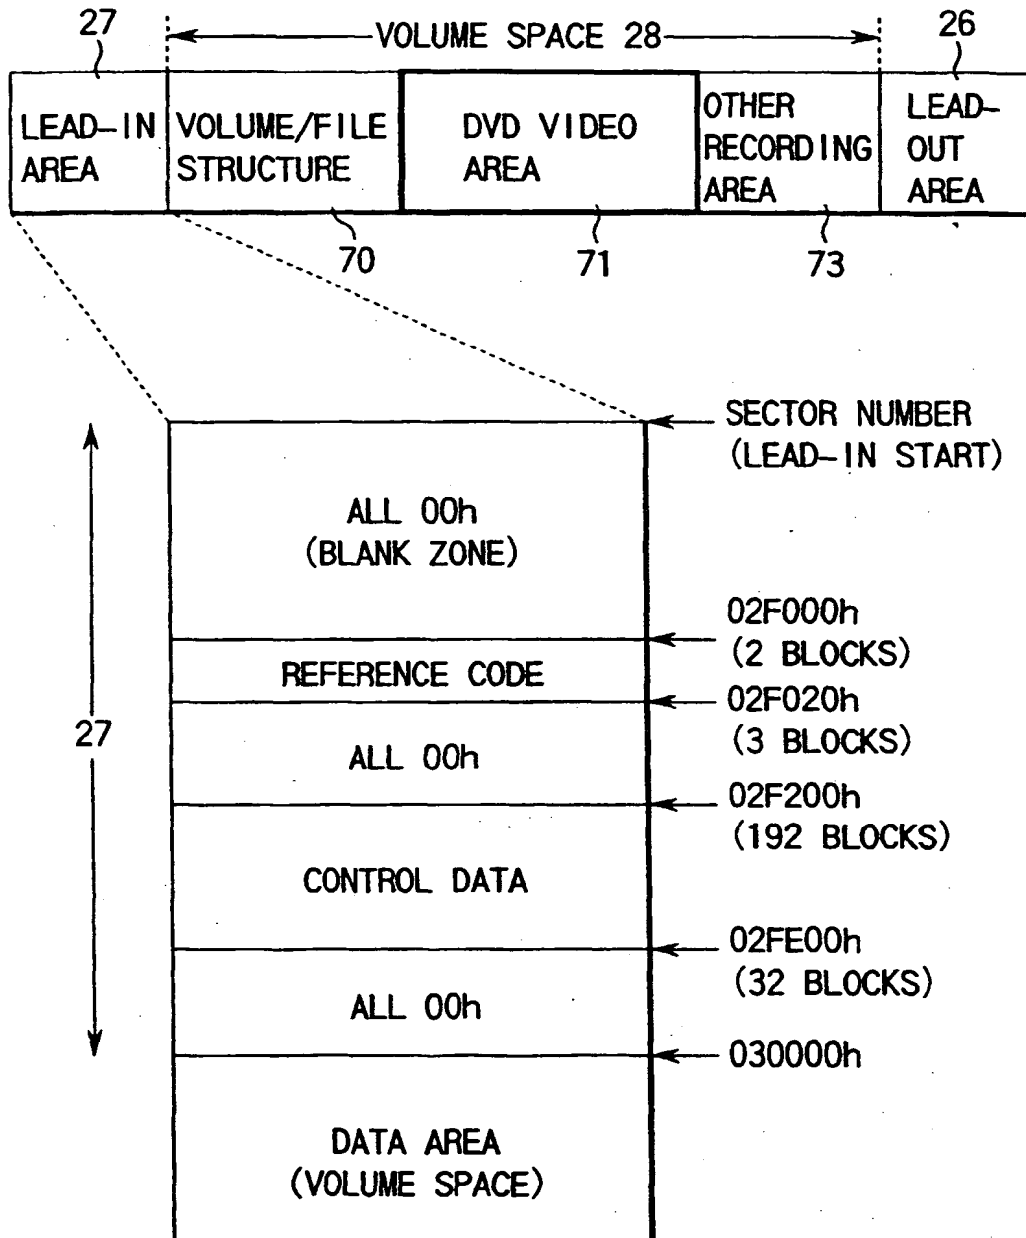 27
VOLUME SPACE 28
26
LEAD-IN
AREA
VOLUME/FILE
STRUCTURE
DVD VIDEO
AREA
OTHER
RECORDING
AREA
LEAD-
OUT
AREA
70
71
73
SECTOR NUMBER
(LEAD-IN START)
ALL 00h
(BLANK ZONE)
02F000h
(2 BLOCKS)
REFERENCE CODE
02F020h
(3 BLOCKS)
27
ALL 00h
02F200h
(192 BLOCKS)
CONTROL DATA
02FE00h
(32 BLOCKS)
ALL 00h
030000h
DATA AREA
(VOLUME SPACE)